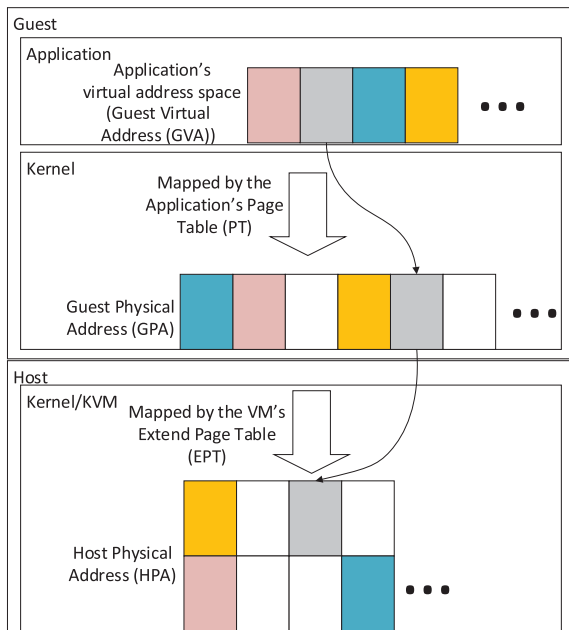 Guest
Application
Application’s
virtual address space
(Guest Virtual
Address (GVA))
Kernel
Mapped by the
Application’s Page
Table (PT)
Guest Physical
Address (GPA)
Host
Kernel/KVM
Mapped by the VM’s
Extend Page Table
(EPT)
Host Physical
Address (HPA)